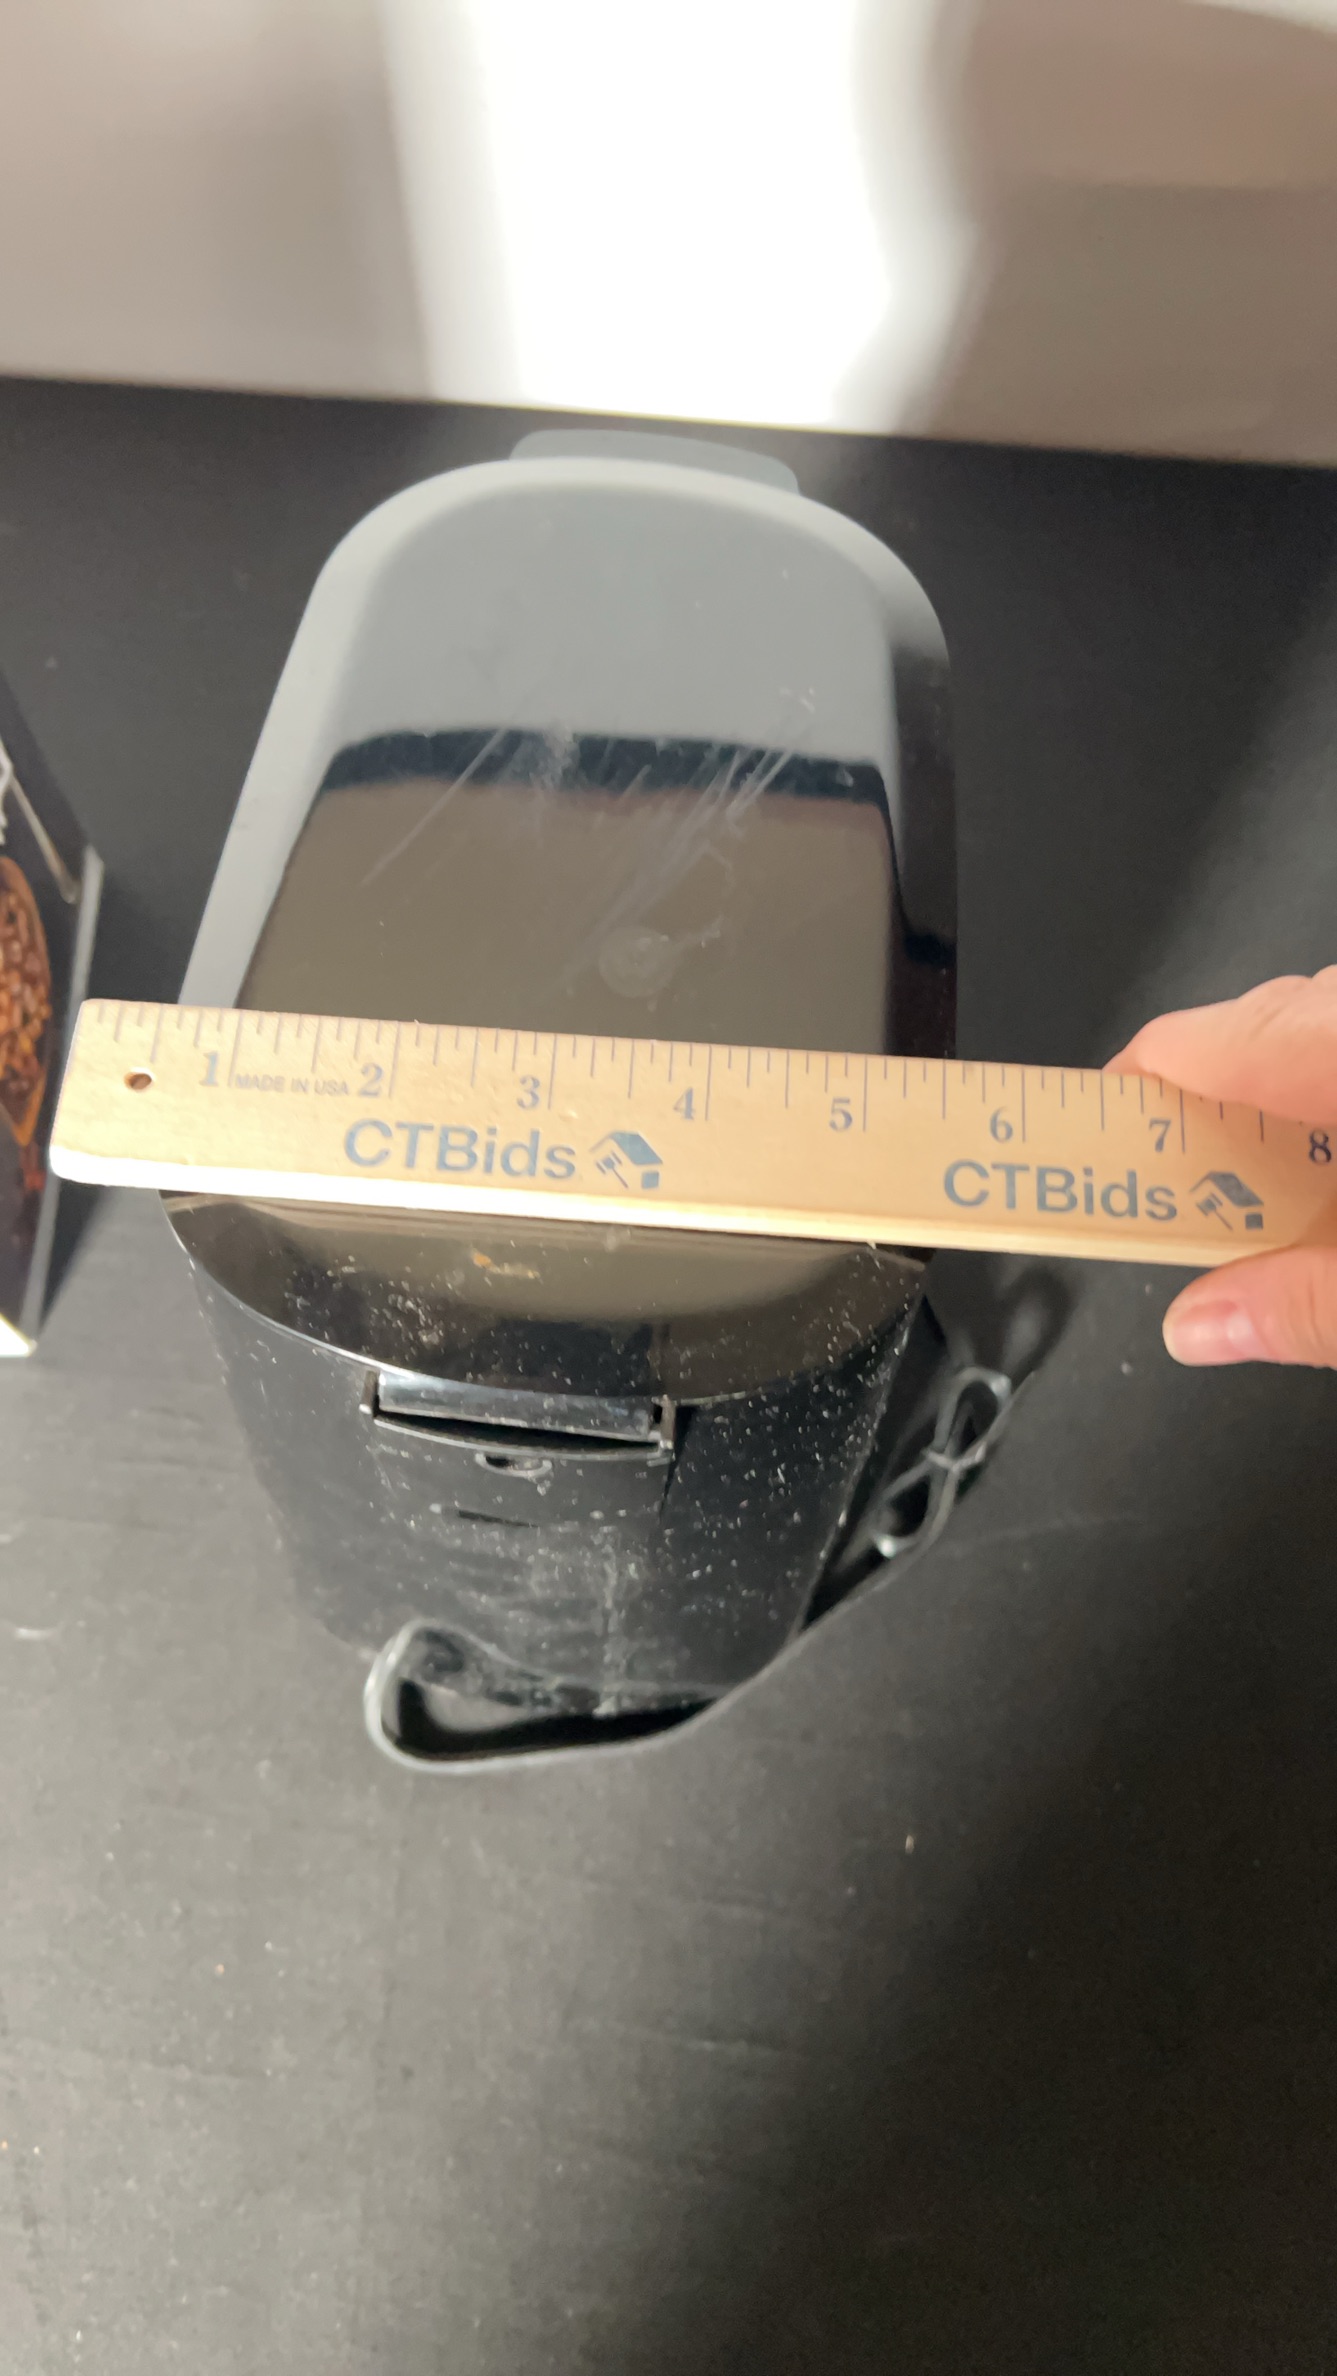 1 2 3 4 5 6 7 8
MADE IN USA
CTBids CTBids